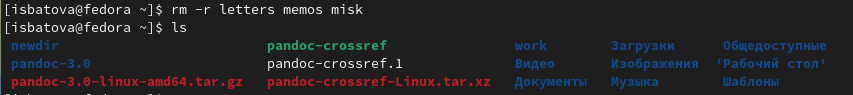 [isbatova@fedora ~]$ rm -r letters memos misk
[isbatova@fedora ~]$ ls
newdir pandoc-crossref work Загрузки Общедоступные
pandoc-3.0 pandoc-crossref.1 Видео Изображения 'Рабочий стол'
pandoc-3.0-linux-amd64.tar.gz pandoc-crossref-Linux.tar.xz Документы Музыка Шаблоны